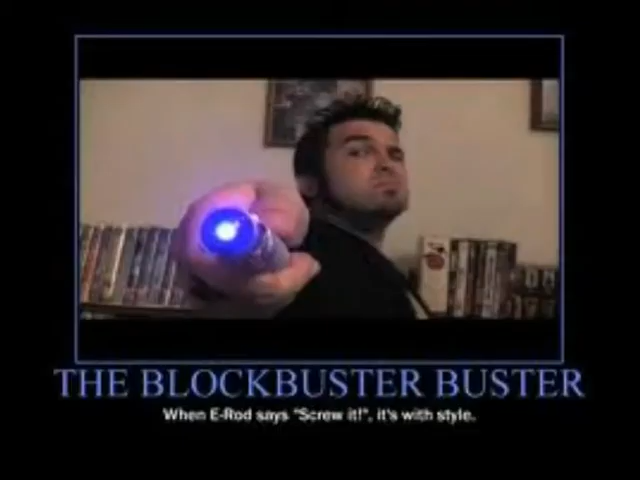 THE BLOCKBUSTER BUSTER
When E-Rod says "Screw it!", it's with style.